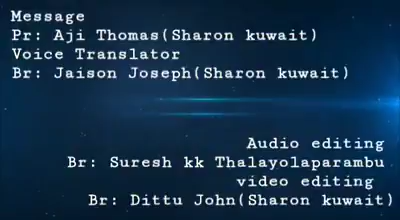 Message
Pr: Aji Thomas(Sharon kuwait)
Voice Translator
Br: Jaison Joseph(Sharon kuwait)
Audio editing
Br: Suresh kk Thalayolaparambu
video editing
Br: Dittu John(Sharon kuwait)